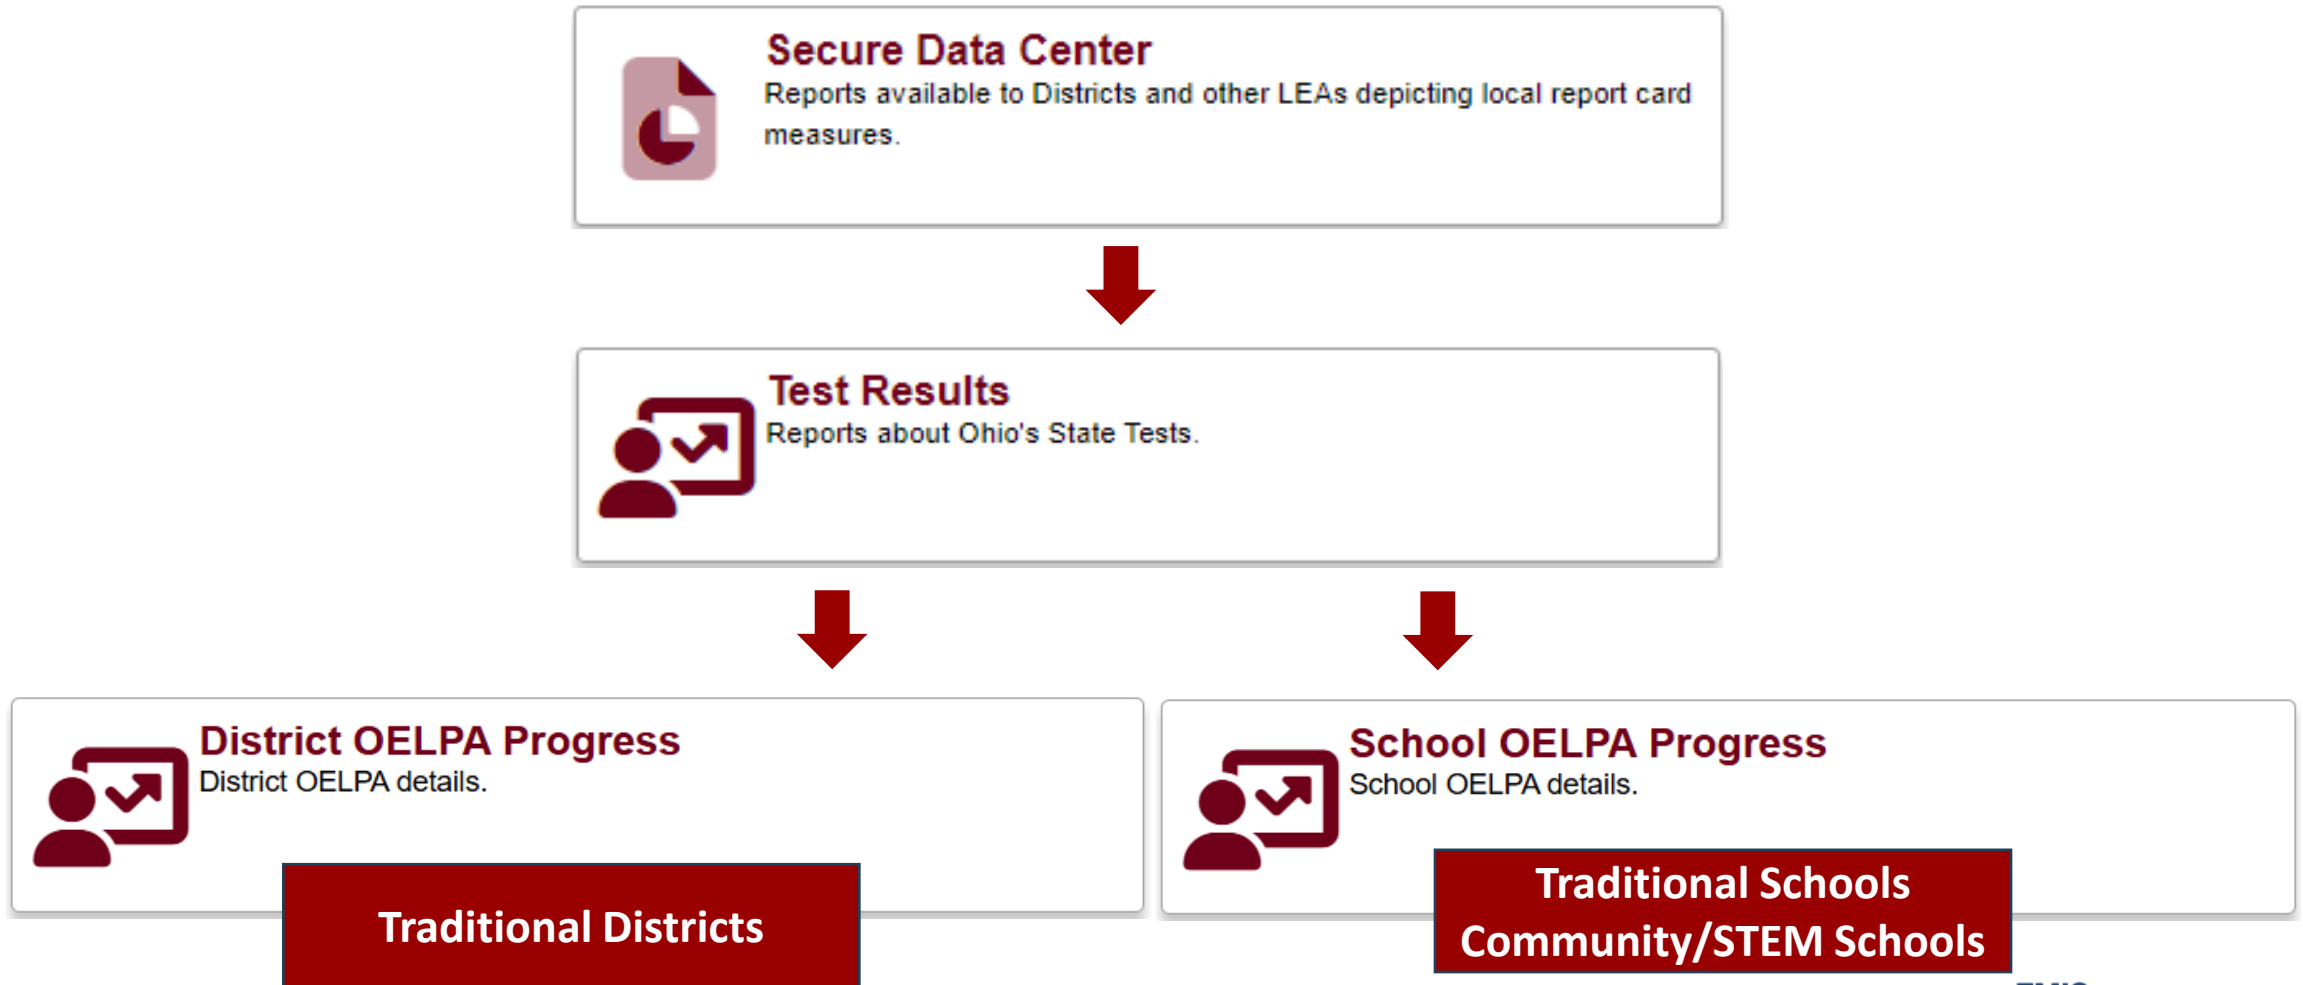 Secure Data Center
Reports available to Districts and other LEAs depicting local report card
measures.
Test Results
Reports about Ohio's State Tests.
District OELPA Progress
District OELPA details.
Traditional Districts
School OELPA Progress
School OELPA details.
Traditional Schools
Community/STEM Schools